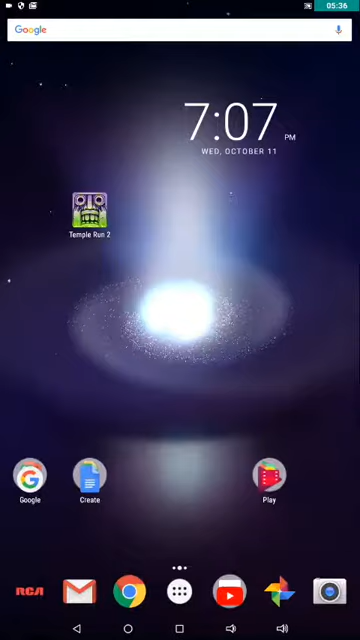 05:36
Google
7:07 PM
WED, OCTOBER 11
Temple Run 2
Google
Create
Play
RCA